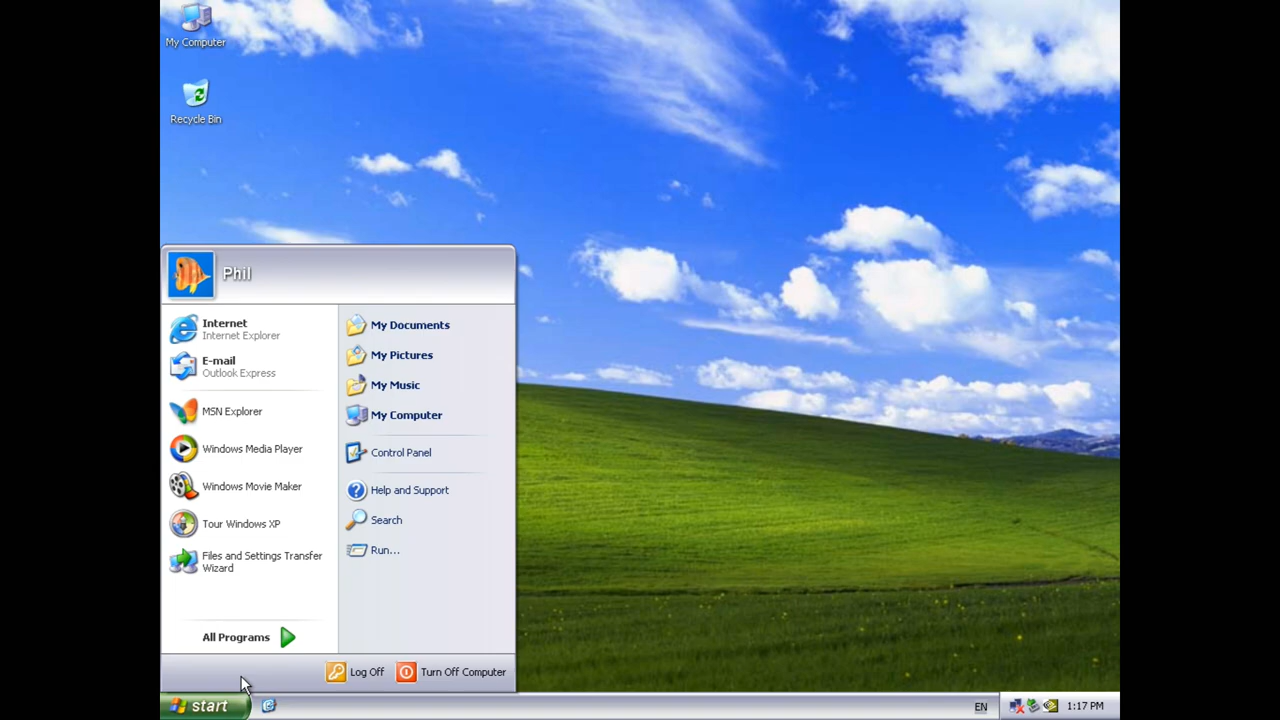 My Computer
Recycle Bin
Phil
Internet
Internet Explorer
E-mail
Outlook Express
MSN Explorer
Windows Media Player
Windows Movie Maker
Tour Windows XP
Files and Settings Transfer
Wizard
All Programs
My Documents
My Pictures
My Music
My Computer
Control Panel
Help and Support
Search
Run...
Log Off
Turn Off Computer
start
EN
1:17 PM